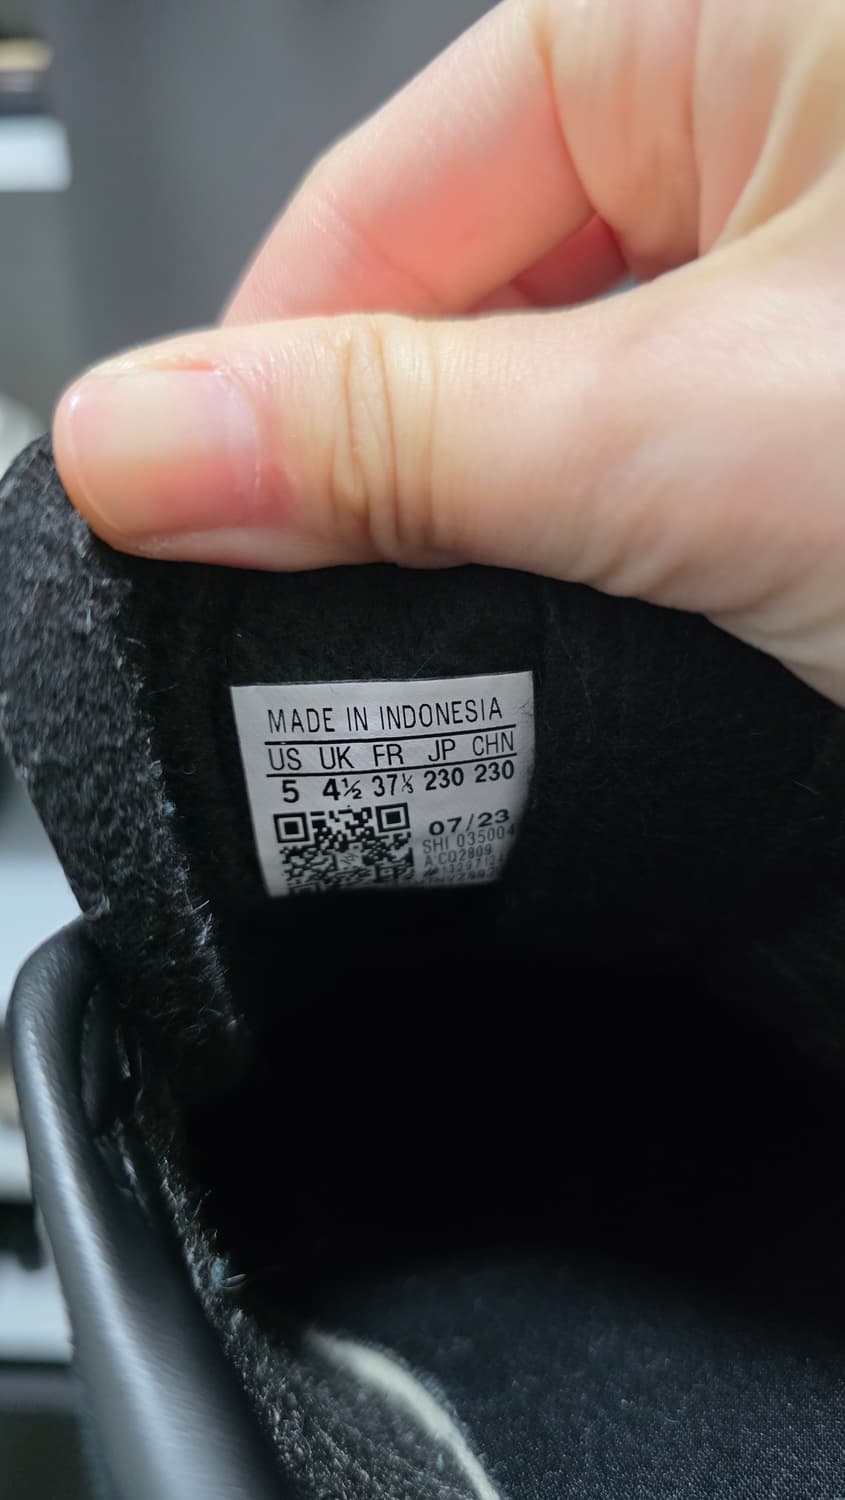 MADE IN INDONESIA
US UK FR JP CHN
5 4½ 37⅓ 230 230
07/23
SHI 035004